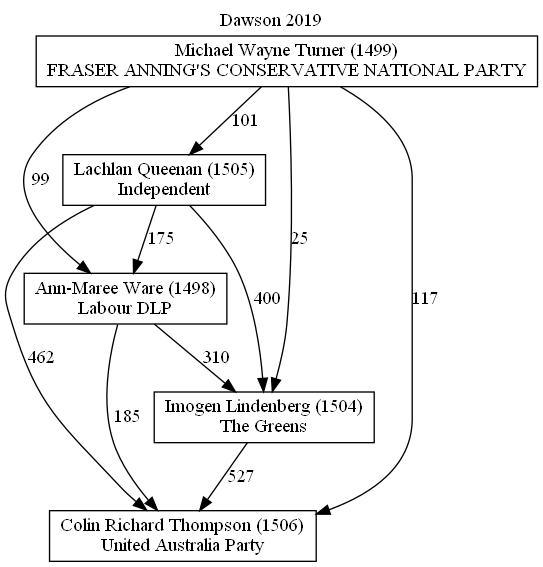 Dawson 2019
Michael Wayne Turner (1499)
FRASER ANNING'S CONSERVATIVE NATIONAL PARTY
101
Lachlan Queenan (1505)
Independent
99
175
25
Ann-Maree Ware (1498)
Labour DLP
400
117
462
310
Imogen Lindenberg (1504)
The Greens
185
527
Colin Richard Thompson (1506)
United Australia Party